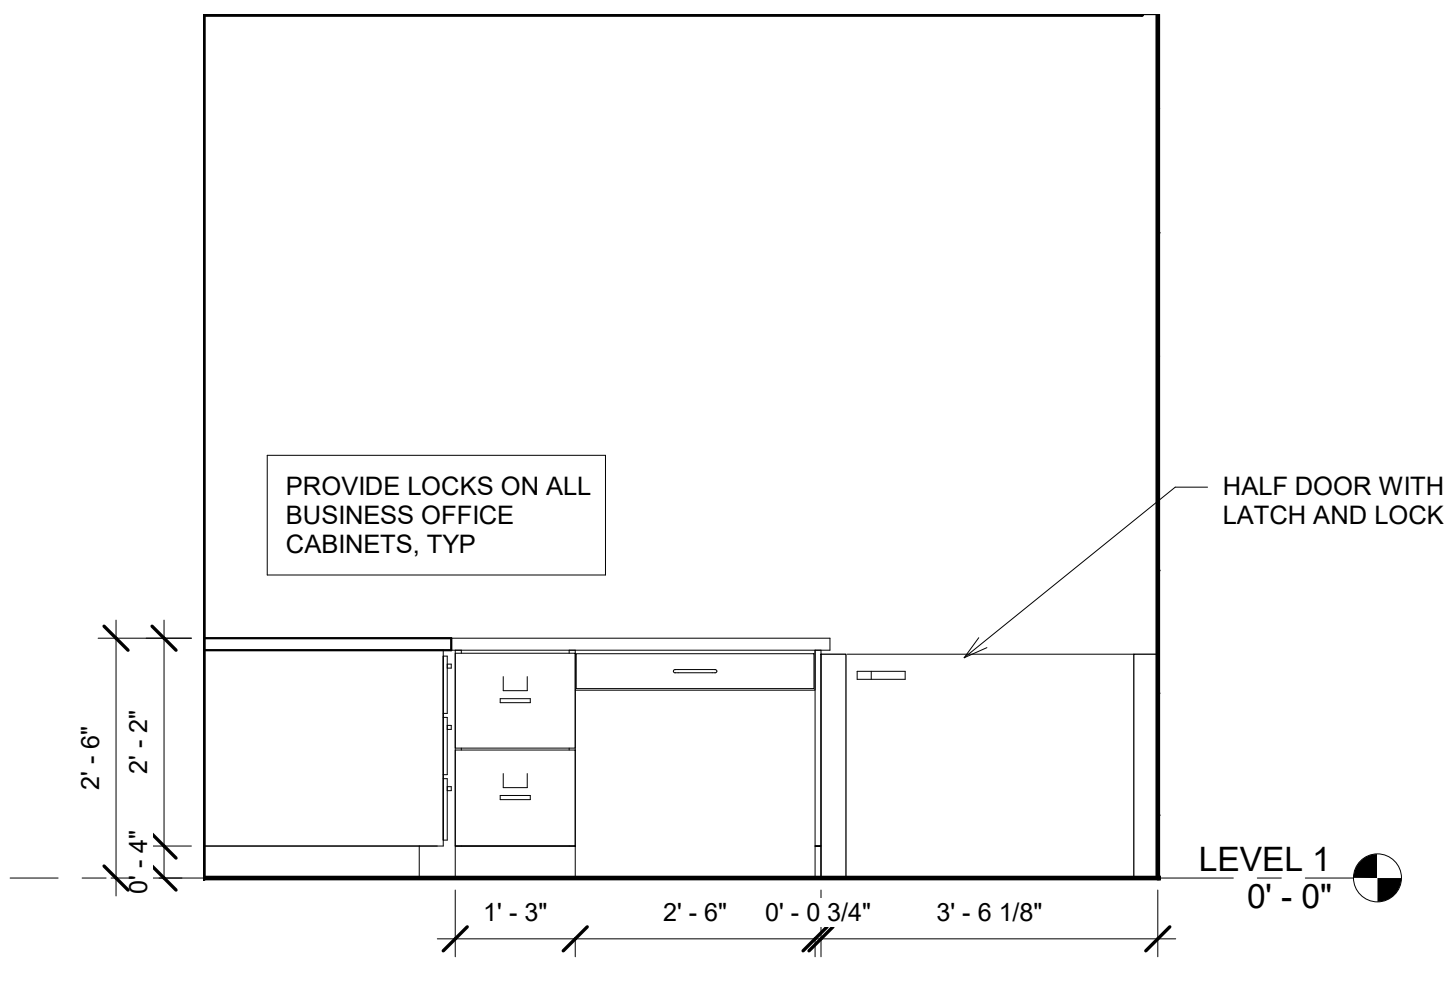 PROVIDE LOCKS ON ALL
BUSINESS OFFICE
CABINETS, TYP
HALF DOOR WITH
LATCH AND LOCK
2' - 6"
2' - 2"
0' - 4"
LEVEL 1
0' - 0"
1' - 3"
2' - 6"
0' - 0 3/4"
3' - 6 1/8"